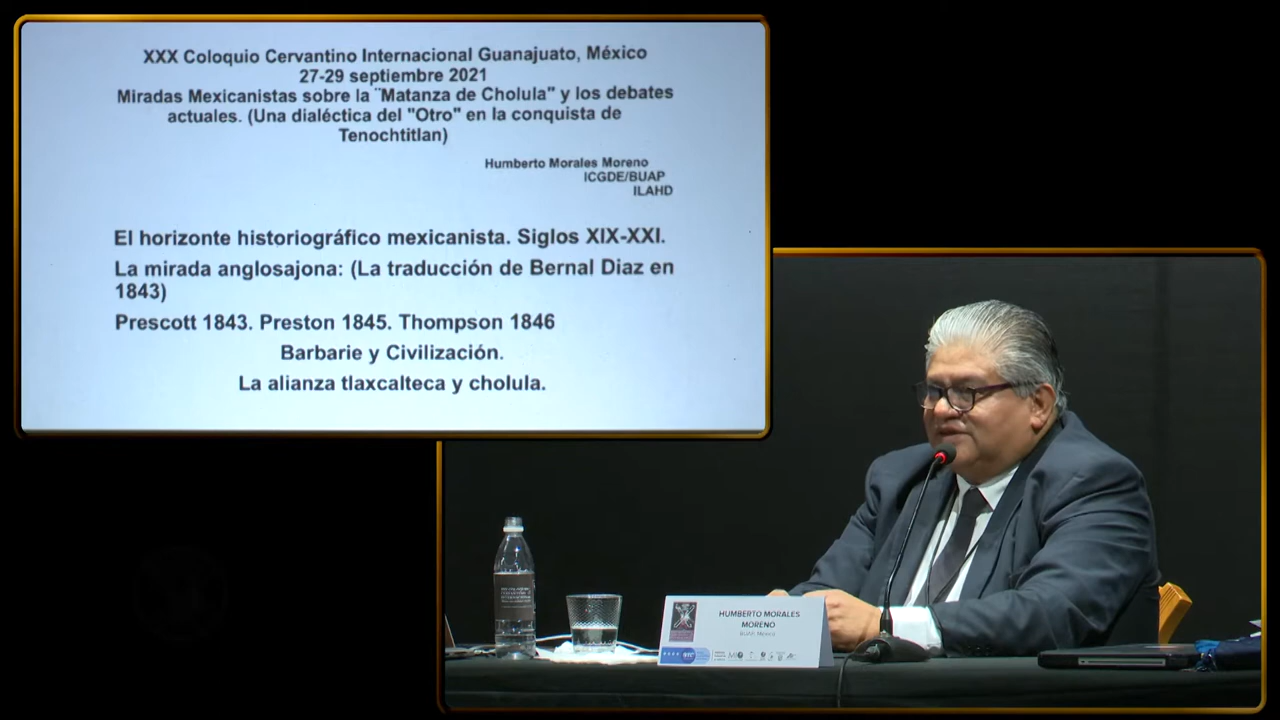 XXX Coloquio Cervantino Internacional Guanajuato, México
27-29 septiembre 2021
Miradas Mexicanistas sobre la ¨Matanza de Cholula" y los debates
actuales. (Una dialéctica del "Otro" en la conquista de
Tenochtitlan)
Humberto Morales Moreno
ICGDE/BUAP
ILAHD
El horizonte historiográfico mexicanista. Siglos XIX-XXI.
La mirada anglosajona: (La traducción de Bernal Diaz en
1843)
Prescott 1843. Preston 1845. Thompson 1846
Barbarie y Civilización.
La alianza tlaxcalteca y cholula.
HUMBERTO MORALES
MORENO
BUAP, México